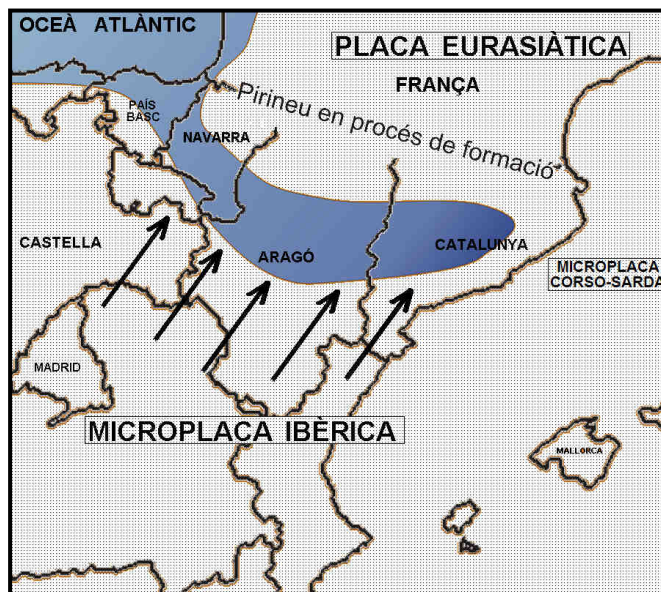 OCEÀ ATLÀNTIC
PLACA EURASIÀTICA
FRANÇA
Pirineu en procés de formació
PAÍS
BASC
NAVARRA
CASTELLA
ARAGÓ
CATALUNYA
MICROPLACA
CORSO-SARDA
MADRID
MICROPLACA IBÈRICA
MALLORCA